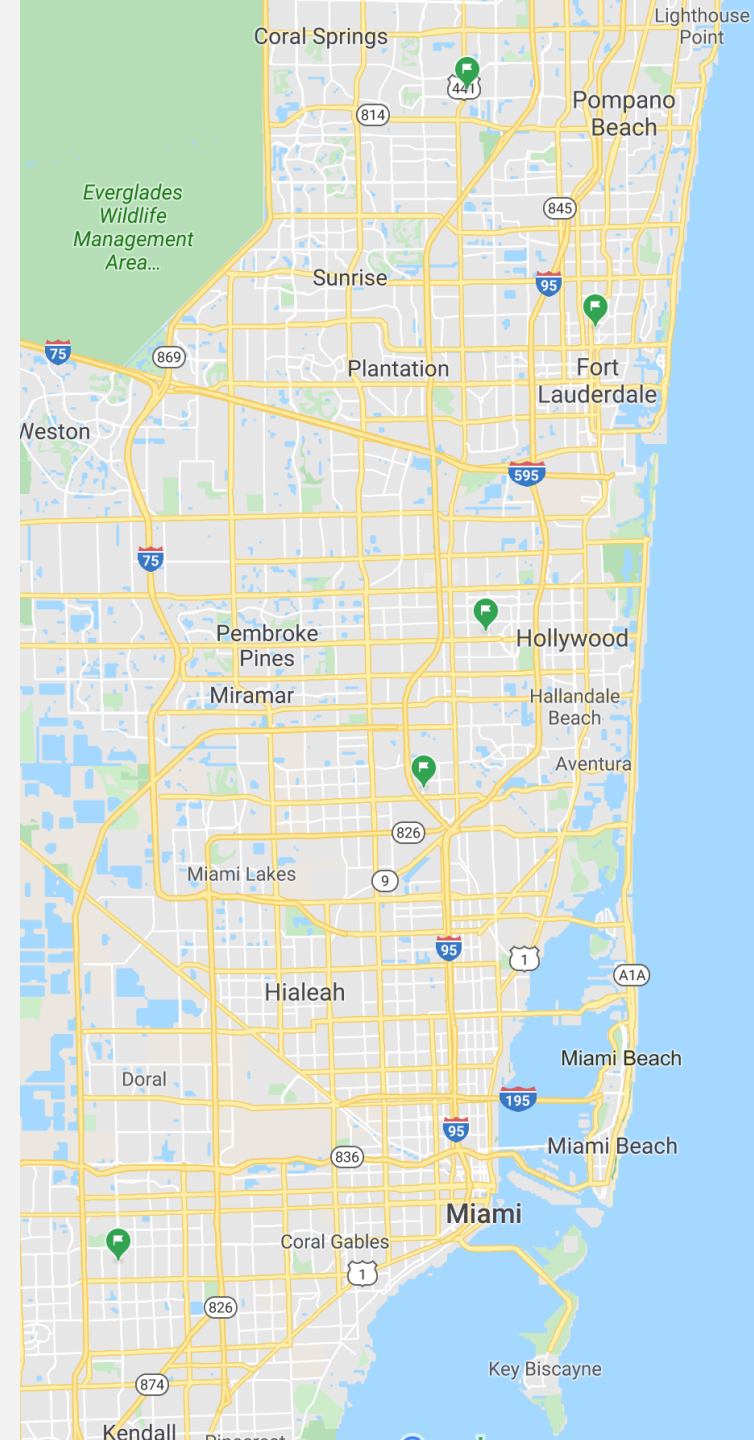 Lighthouse
Point
Coral Springs
441
Pompano
Beach
814
Everglades
Wildlife
Management
Area...
845
Sunrise
95
75
869
Plantation
Fort
Lauderdale
Weston
595
75
Pembroke
Pines
Hollywood
Miramar
Hallandale
Beach
Aventura
826
Miami Lakes
9
95
1
A1A
Hialeah
Miami Beach
Doral
195
95
Miami Beach
836
Miami
Coral Gables
1
826
Key Biscayne
874
Kendall
Pinecrest